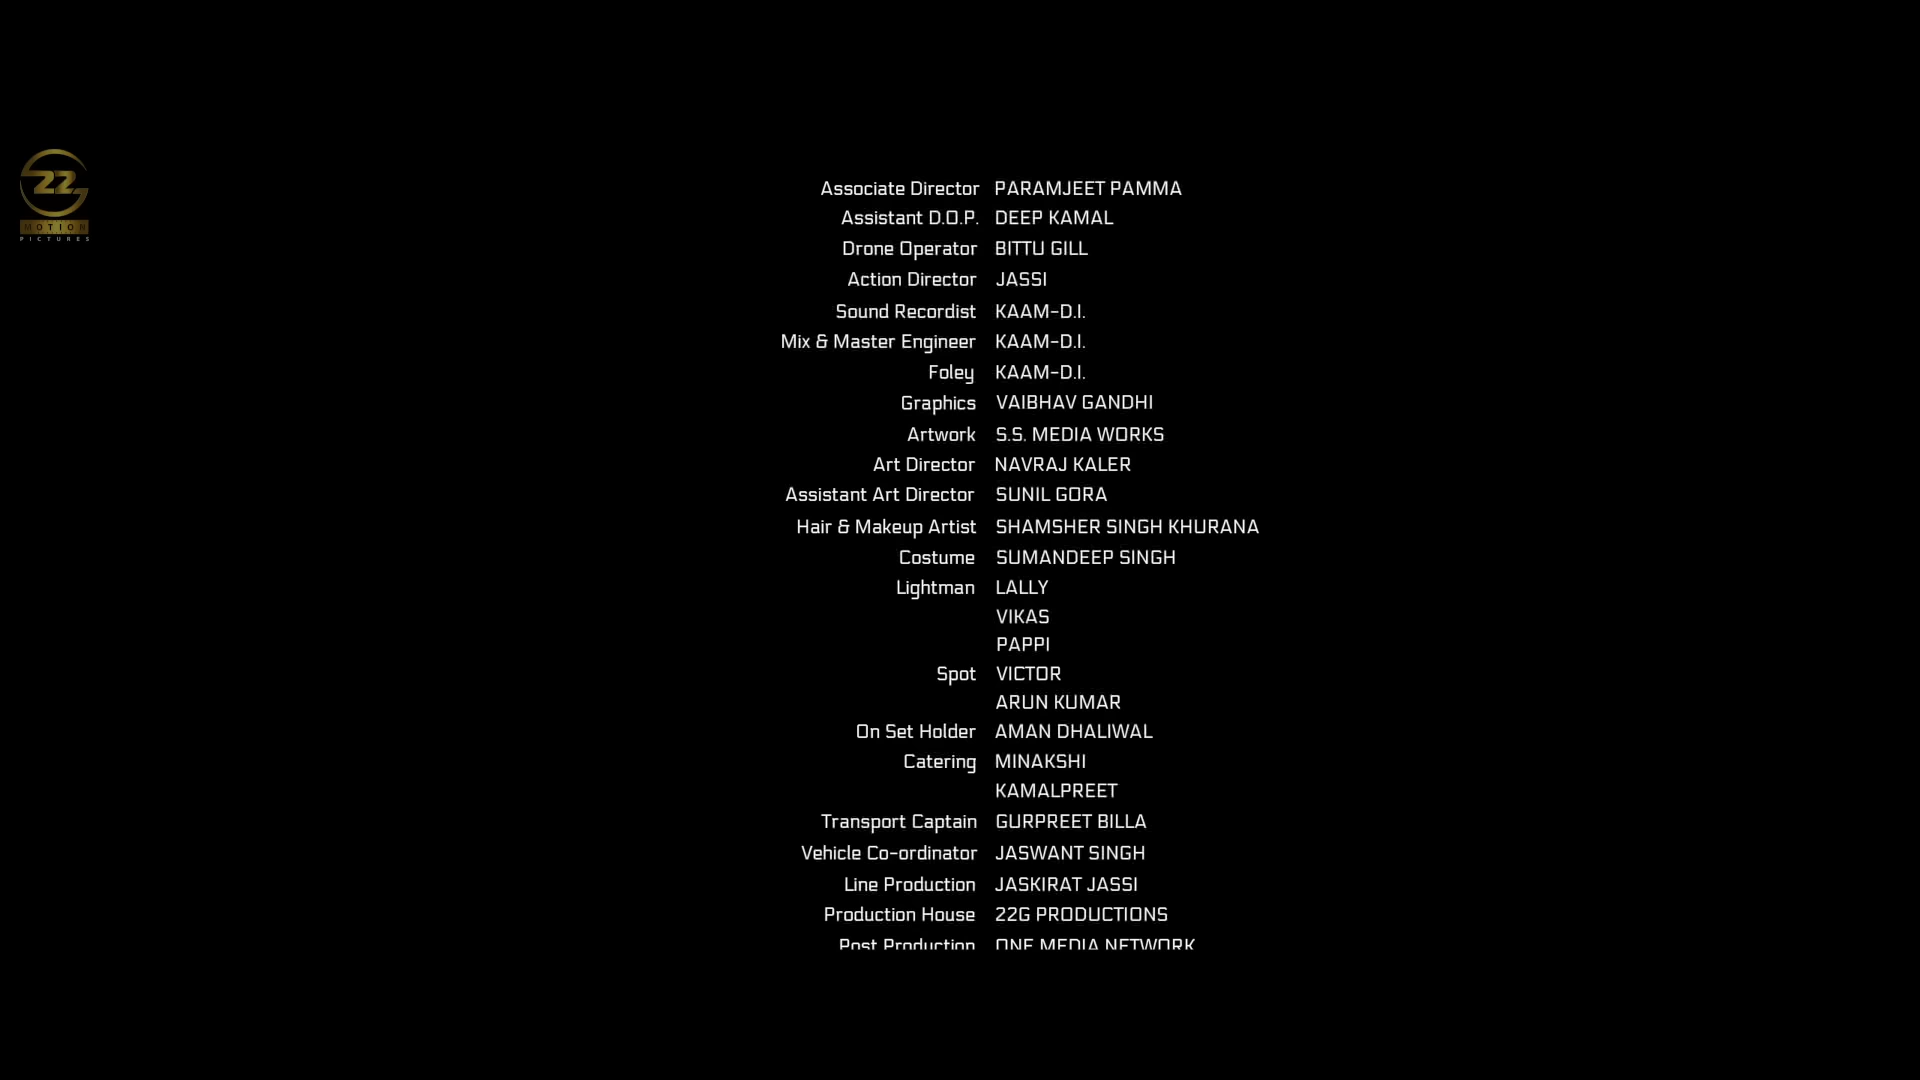 22
MOTION
PICTURES
Associate Director PARAMJEET PAMMA
Assistant D.O.P. DEEP KAMAL
Drone Operator BITTU GILL
Action Director JASSI
Sound Recordist KAAM-D.I.
Mix & Master Engineer KAAM-D.I.
Foley KAAM-D.I.
Graphics VAIBHAV GANDHI
Artwork S.S. MEDIA WORKS
Art Director NAVRAJ KALER
Assistant Art Director SUNIL GORA
Hair & Makeup Artist SHAMSHER SINGH KHURANA
Costume SUMANDEEP SINGH
Lightman LALLY
VIKAS
PAPPI
Spot VICTOR
ARUN KUMAR
On Set Holder AMAN DHALIWAL
Catering MINAKSHI
KAMALPREET
Transport Captain GURPREET BILLA
Vehicle Co-ordinator JASWANT SINGH
Line Production JASKIRAT JASSI
Production House 22G PRODUCTIONS
Post Production ONE MEDIA NETWORK